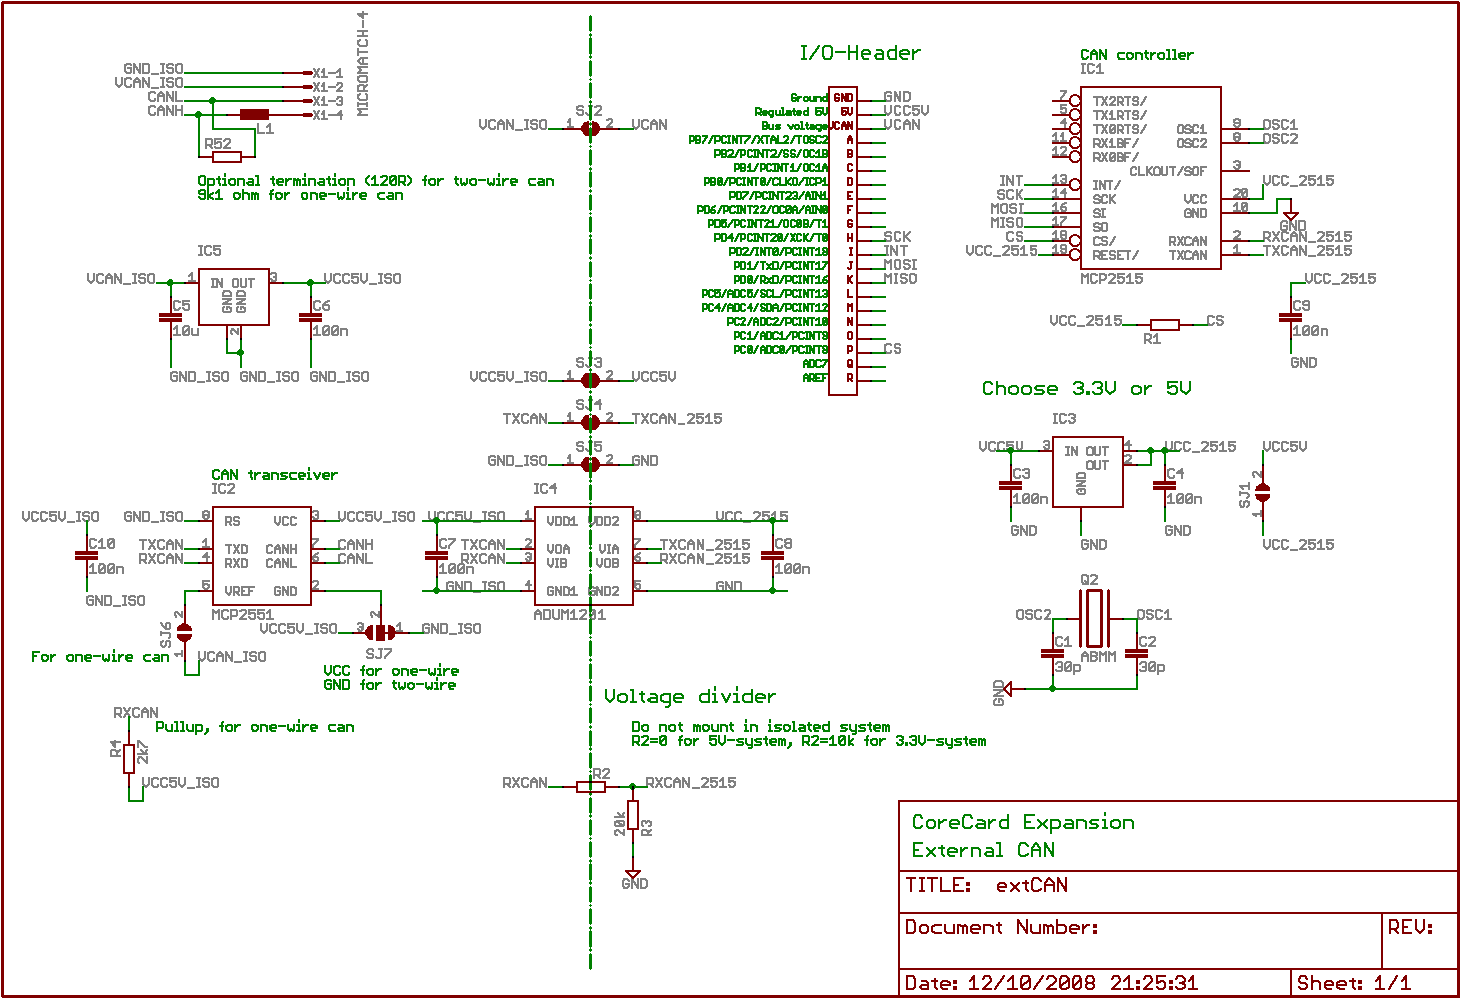 GND_ISO
VCAN_ISO
CANL
CANH
X1-1
X1-2
X1-3
X1-4
MICROMATCH-4
L1
R52
Optional termination (120R) for two-wire can
9k1 ohm for one-wire can
IC5
VCAN_ISO
1
IN OUT
GND
GND
3
2
VCC5V_ISO
C5
10u
C6
100n
GND_ISO
GND_ISO
GND_ISO
SJ2
VCAN_ISO
1
2
VCAN
SJ3
VCC5V_ISO
1
2
VCC5V
SJ4
TXCAN
1
2
TXCAN_2515
SJ5
GND_ISO
1
2
GND
I/O-Header
Ground GND GND
Regulated 5V 5V VCC5V
Bus voltage VCAN VCAN
PB7/PCINT7/XTAL2/TOSC2 A
PB2/PCINT2/SS/OC1B B
PB1/PCINT1/OC1A C
PB0/PCINT0/CLKO/ICP1 D
PD7/PCINT23/AIN1 E
PD6/PCINT22/OC0A/AIN0 F
PD5/PCINT21/OC0B/T1 G
PD4/PCINT20/XCK/T0 H SCK
PD2/INT0/PCINT18 I INT
PD1/TxD/PCINT17 J MOSI
PD0/RxD/PCINT16 K MISO
PC5/ADC5/SCL/PCINT13 L
PC4/ADC4/SDA/PCINT12 M
PC2/ADC2/PCINT10 N
PC1/ADC1/PCINT9 O
PC0/ADC0/PCINT8 P CS
ADC7 Q
AREF R
CAN controller
IC1
7 TX2RTS/
5 TX1RTS/
4 TX0RTS/
11 RX1BF/
12 RX0BF/
INT 13 INT/
SCK 14 SCK
MOSI 16 SI
MISO 17 SO
CS 18 CS/
VCC_2515 19 RESET/
OSC1 9 OSC1
OSC2 8 OSC2
CLKOUT/SOF 3
VCC 20 VCC_2515
GND 10
GND
RXCAN 2 RXCAN_2515
TXCAN 1 TXCAN_2515
MCP2515
VCC_2515
CS
R1
VCC_2515
C9
100n
GND
Choose 3.3V or 5V
IC3
VCC5V
3
IN OUT
OUT
GND
4
2
VCC_2515
C3
100n
GND
GND
C4
100n
GND
VCC5V
SJ1
2
1
VCC_2515
CAN transceiver
IC2
VCC5V_ISO
C10
100n
GND_ISO
GND_ISO 8 RS
TXCAN 1 TXD
RXCAN 4 RXD
5 VREF
VCC 3 VCC5V_ISO
CANH 7 CANH
CANL 6 CANL
GND 2
MCP2551
SJ6
2
1
VCAN_ISO
For one-wire can
VCC5V_ISO
3
2
1
GND_ISO
SJ7
VCC for one-wire
GND for two-wire
IC4
VCC5V_ISO 1 VDD1
TXCAN 2 VOA
RXCAN 3 VIB
GND_ISO 4 GND1
C7
100n
VDD2 8 VCC_2515
VIA 7 TXCAN_2515
VOB 6 RXCAN_2515
GND2 5 GND
C8
100n
ADUM1201
Q2
OSC2
OSC1
C1
30p
ABMM
C2
30p
GND
RXCAN
R4
2k7
VCC5V_ISO
Pullup, for one-wire can
Voltage divider
Do not mount in isolated system
R2=0 for 5V-system, R2=10k for 3.3V-system
RXCAN
R2
RXCAN_2515
20k
R3
GND
CoreCard Expansion
External CAN
TITLE: extCAN
Document Number:
REV:
Date: 12/10/2008 21:25:31
Sheet: 1/1